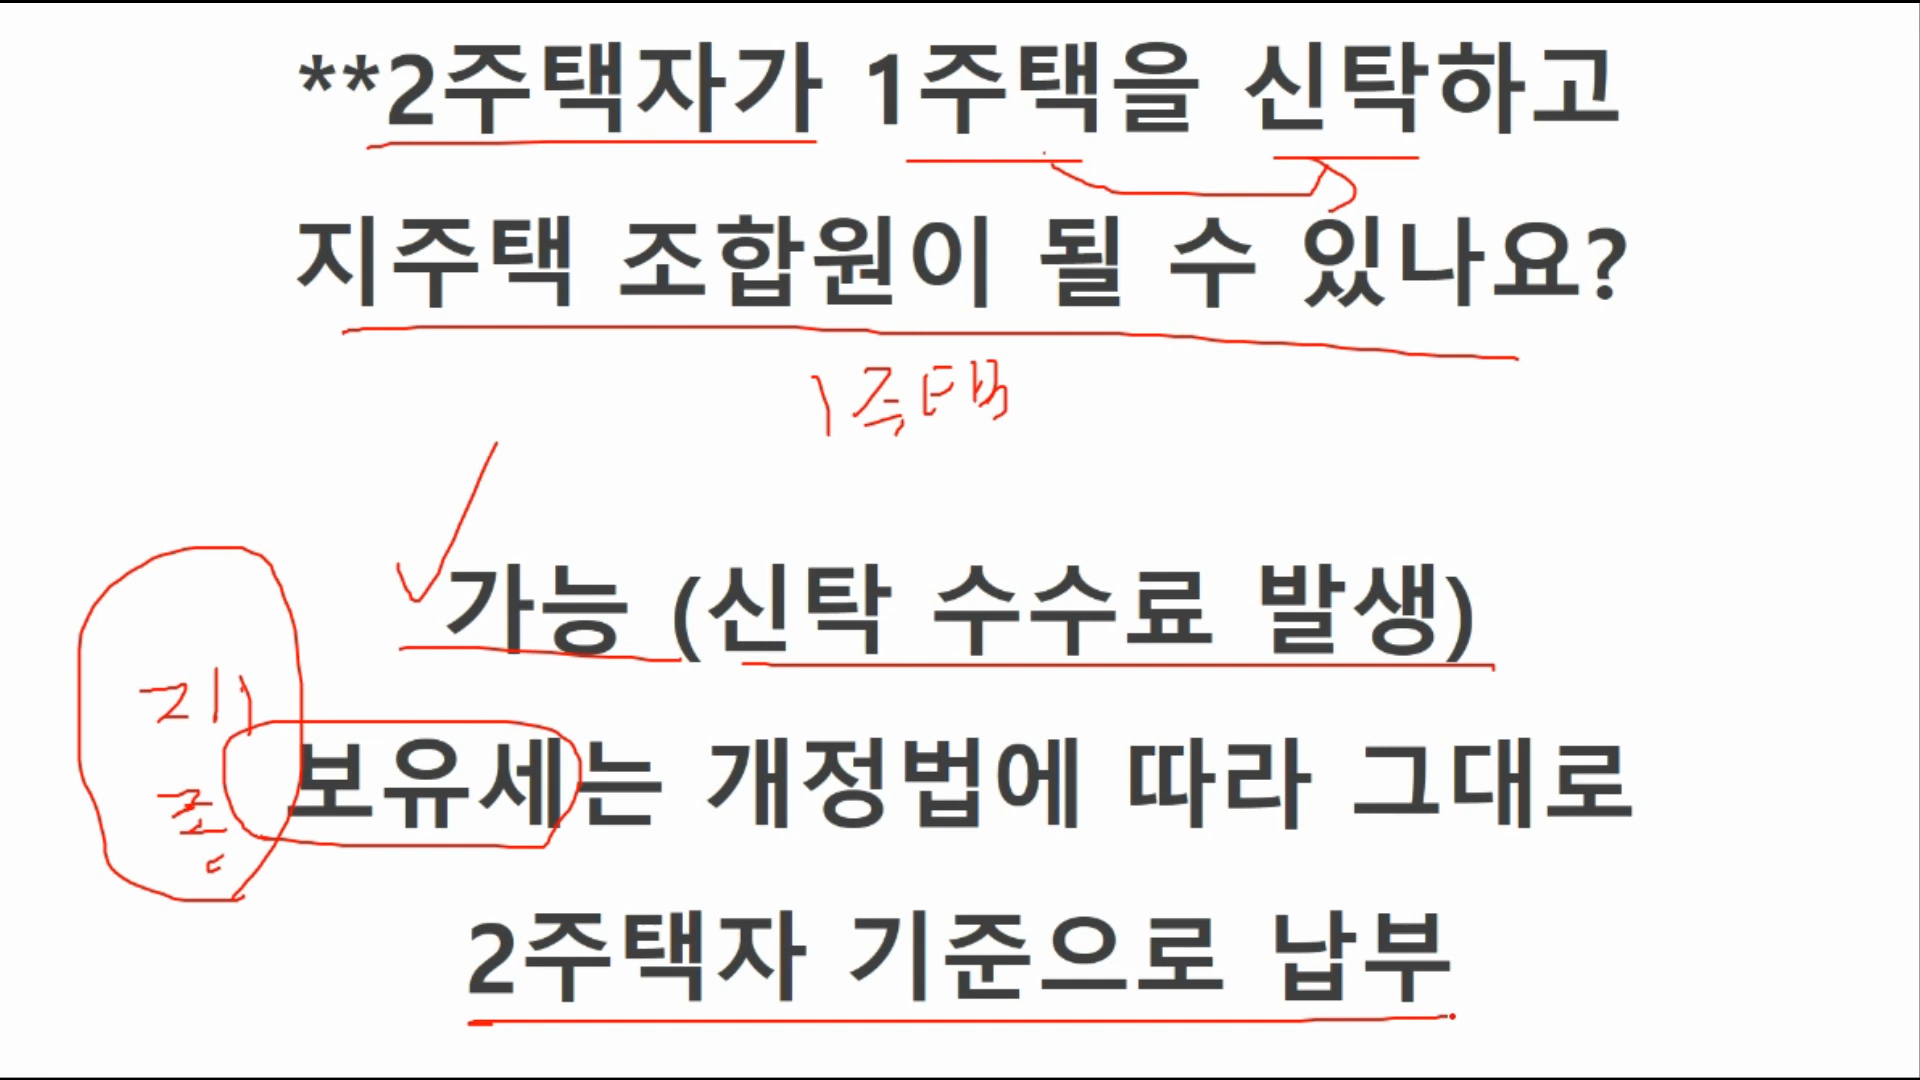 **2주택자가 1주택을 신탁하고
지주택 조합원이 될 수 있나요?
1주택
가능 (신탁 수수료 발생)
보유세는 개정법에 따라 그대로
2주택자 기준으로 납부